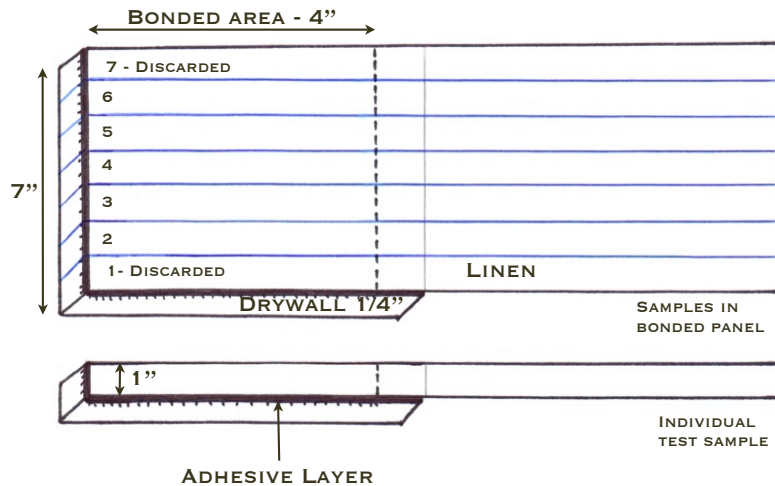 Bonded area - 4”
7 - Discarded
6
5
4
7”
3
2
1- Discarded
Linen
Drywall 1/4”
Samples in
bonded panel
1”
Individual
test sample
Adhesive Layer